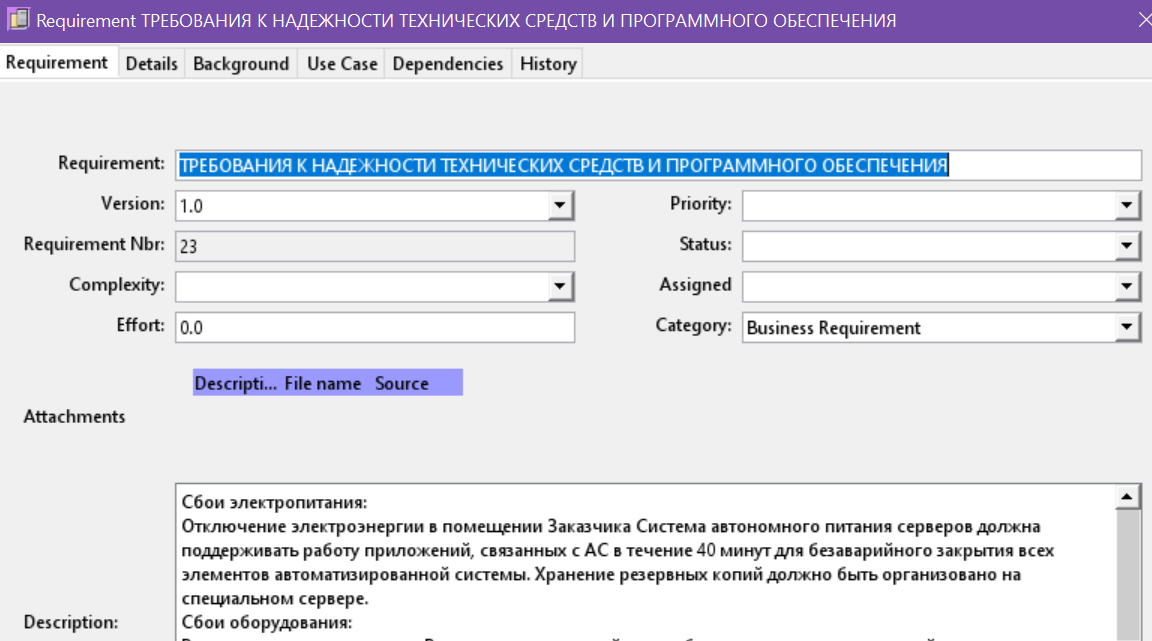 Requirement ТРЕБОВАНИЯ К НАДЕЖНОСТИ ТЕХНИЧЕСКИХ СРЕДСТВ И ПРОГРАММНОГО ОБЕСПЕЧЕНИЯ
Requirement Details Background Use Case Dependencies History
Requirement: ТРЕБОВАНИЯ К НАДЕЖНОСТИ ТЕХНИЧЕСКИХ СРЕДСТВ И ПРОГРАММНОГО ОБЕСПЕЧЕНИЯ
Version: 1.0 Priority:
Requirement Nbr: 23 Status:
Complexity: Assigned
Effort: 0.0 Category: Business Requirement
Descripti... File name Source
Attachments
Сбои электропитания:
Отключение электроэнергии в помещении Заказчика Система автономного питания серверов должна
поддерживать работу приложений, связанных с АС в течение 40 минут для безаварийного закрытия всех
элементов автоматизированной системы. Хранение резервных копий должно быть организовано на
специальном сервере.
Description: Сбои оборудования: